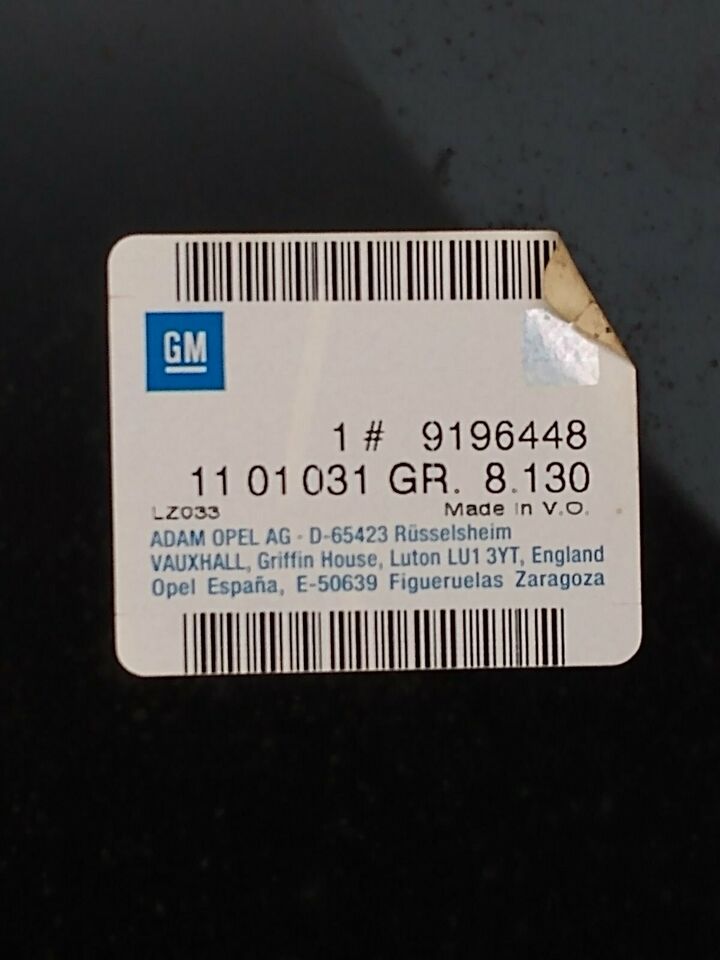 GM
1 # 9196448
11 01 031 GR. 8.130
LZ033 Made in V.O.
ADAM OPEL AG · D-65423 Rüsselsheim
VAUXHALL, Griffin House, Luton LU1 3YT, England
Opel España, E-50639 Figueruelas Zaragoza